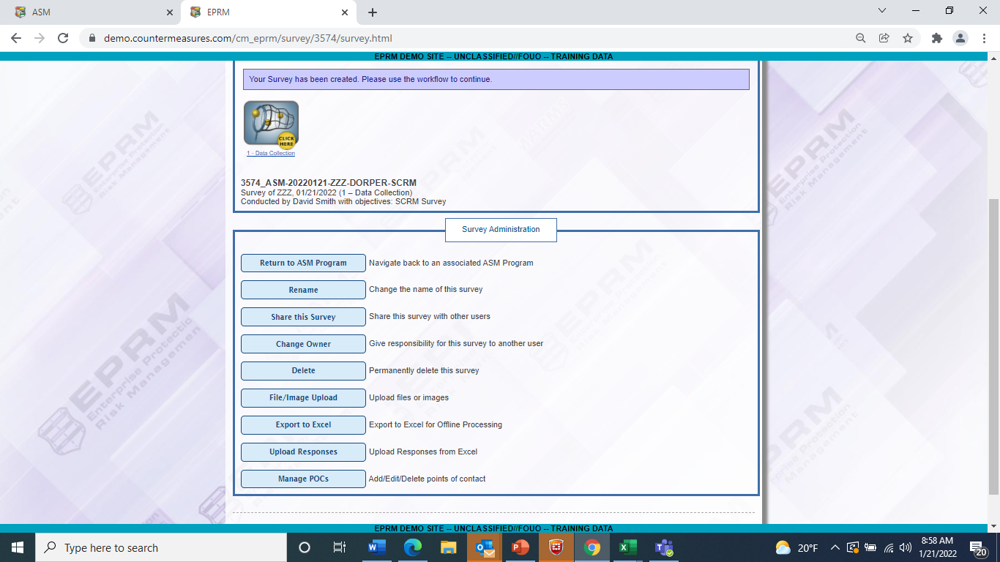 ASM
EPRM
demo.countermeasures.com/cm_eprm/survey/3574/survey.html
EPRM DEMO SITE -- UNCLASSIFIED//FOUO -- TRAINING DATA
Your Survey has been created. Please use the workflow to continue.
CLICK
HERE
1 - Data Collection
3574_ASM-20220121-ZZZ-DORPER-SCRM
Survey of ZZZ, 01/21/2022 (1 – Data Collection)
Conducted by David Smith with objectives: SCRM Survey
Survey Administration
Return to ASM Program Navigate back to an associated ASM Program
Rename Change the name of this survey
Share this Survey Share this survey with other users
Change Owner Give responsibility for this survey to another user
Delete Permanently delete this survey
File/Image Upload Upload files or images
Export to Excel Export to Excel for Offline Processing
Upload Responses Upload Responses from Excel
Manage POCs Add/Edit/Delete points of contact
EPRM
Enterprise Protection
Risk Management
EPRM DEMO SITE -- UNCLASSIFIED//FOUO -- TRAINING DATA
Type here to search
20°F
8:58 AM
1/21/2022
20